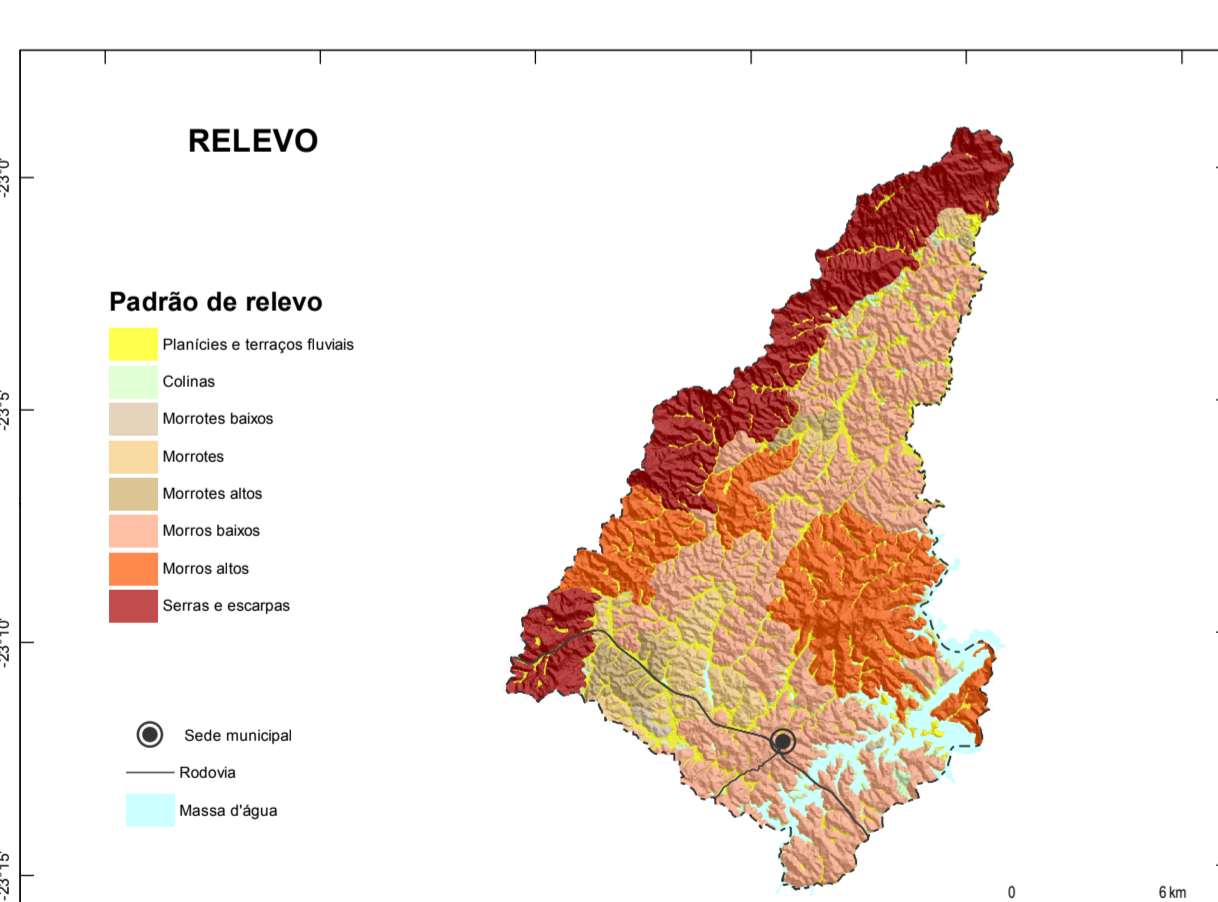 RELEVO
-23°0'
Padrão de relevo
Planícies e terraços fluviais
Colinas
Morrotes baixos
-23°5'
Morrotes
Morrotes altos
Morros baixos
Morros altos
Serras e escarpas
-23°10'
Sede municipal
Rodovia
Massa d'água
-23°15'
0 6 km